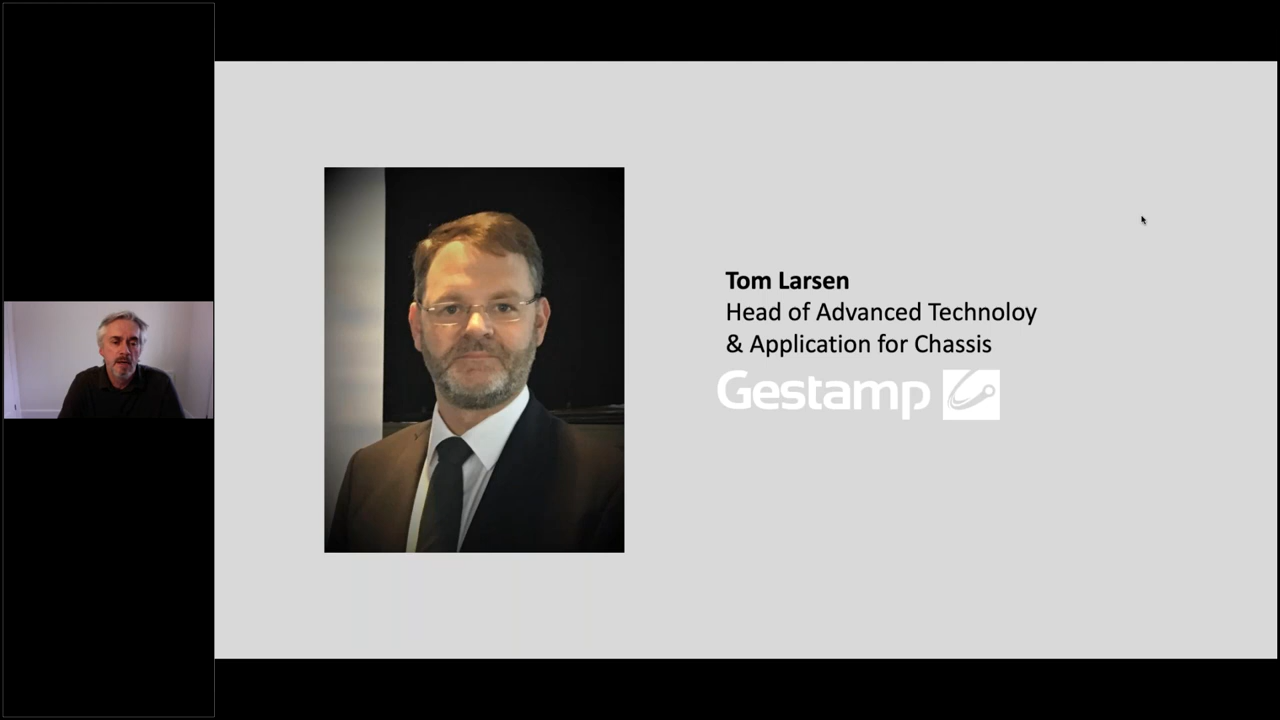 Tom Larsen
Head of Advanced Technoloy
& Application for Chassis
Gestamp